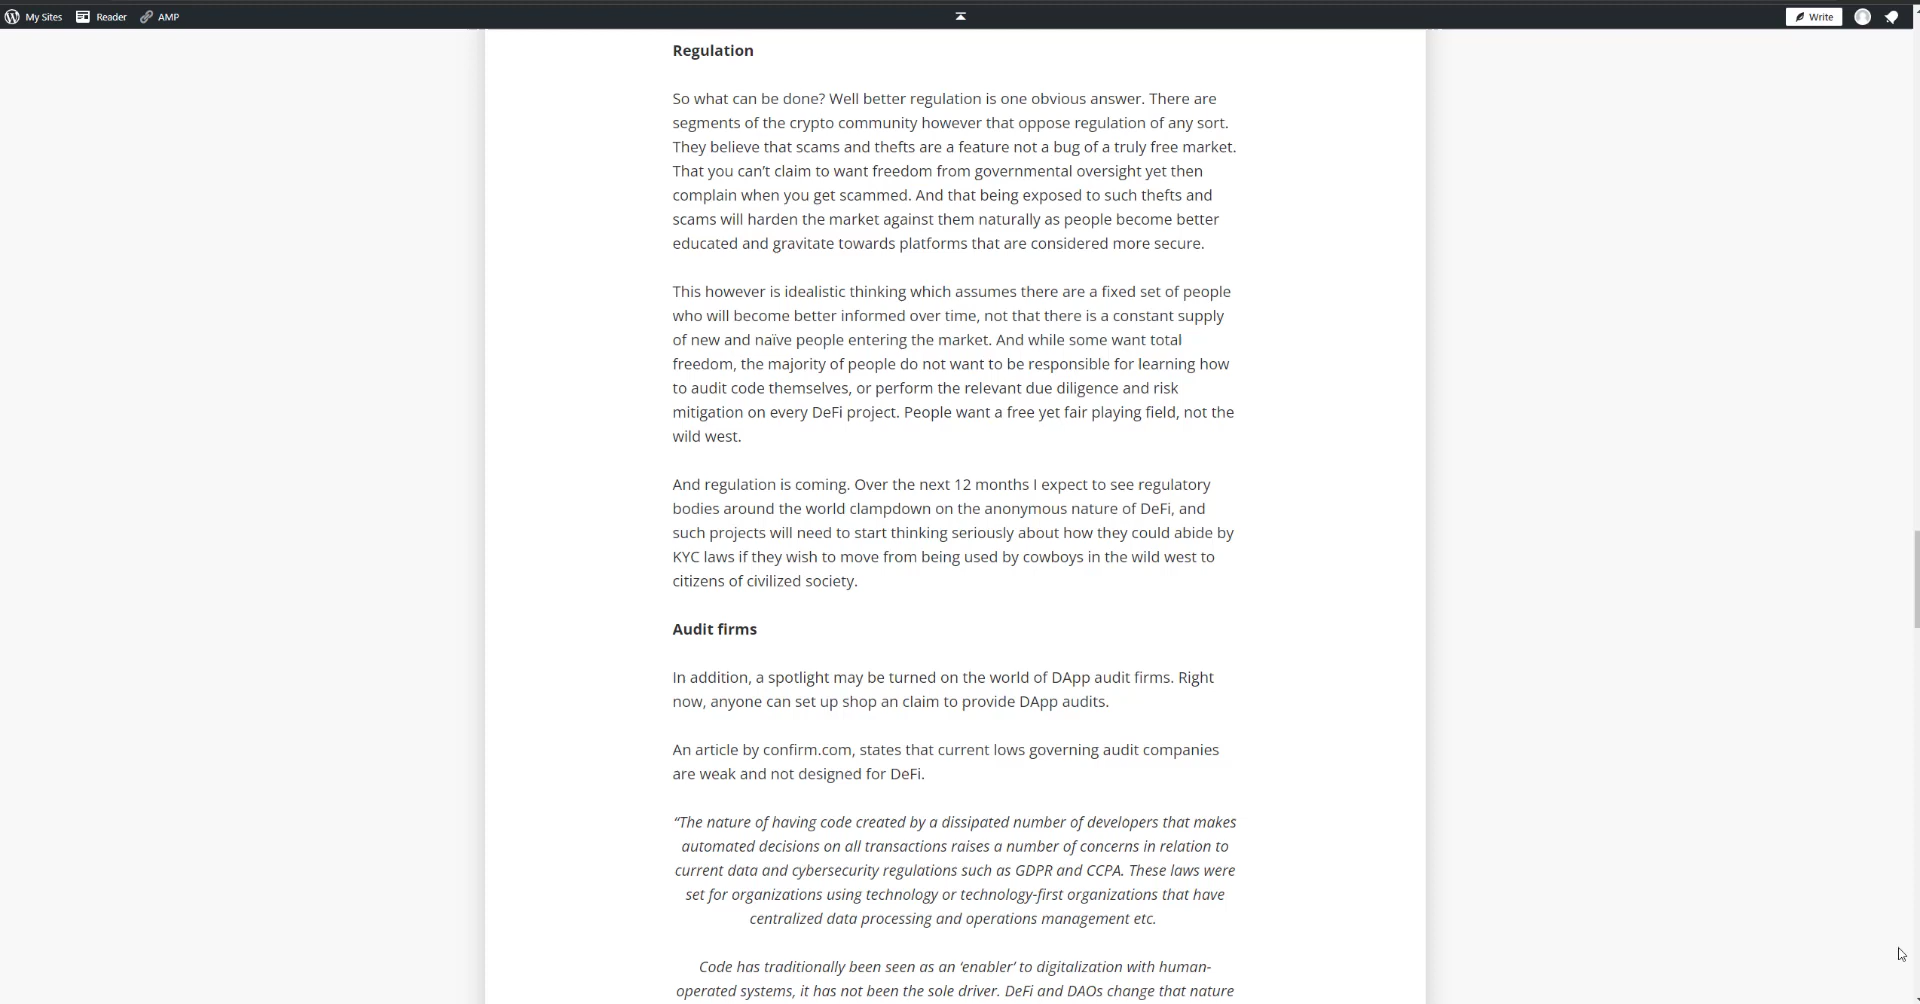 My Sites Reader AMP Write
Regulation
So what can be done? Well better regulation is one obvious answer. There are
segments of the crypto community however that oppose regulation of any sort.
They believe that scams and thefts are a feature not a bug of a truly free market.
That you can’t claim to want freedom from governmental oversight yet then
complain when you get scammed. And that being exposed to such thefts and
scams will harden the market against them naturally as people become better
educated and gravitate towards platforms that are considered more secure.
This however is idealistic thinking which assumes there are a fixed set of people
who will become better informed over time, not that there is a constant supply
of new and naïve people entering the market. And while some want total
freedom, the majority of people do not want to be responsible for learning how
to audit code themselves, or perform the relevant due diligence and risk
mitigation on every DeFi project. People want a free yet fair playing field, not the
wild west.
And regulation is coming. Over the next 12 months I expect to see regulatory
bodies around the world clampdown on the anonymous nature of DeFi, and
such projects will need to start thinking seriously about how they could abide by
KYC laws if they wish to move from being used by cowboys in the wild west to
citizens of civilized society.
Audit firms
In addition, a spotlight may be turned on the world of DApp audit firms. Right
now, anyone can set up shop an claim to provide DApp audits.
An article by confirm.com, states that current lows governing audit companies
are weak and not designed for DeFi.
“The nature of having code created by a dissipated number of developers that makes
automated decisions on all transactions raises a number of concerns in relation to
current data and cybersecurity regulations such as GDPR and CCPA. These laws were
set for organizations using technology or technology-first organizations that have
centralized data processing and operations management etc.
Code has traditionally been seen as an ‘enabler’ to digitalization with human-
operated systems, it has not been the sole driver. DeFi and DAOs change that nature